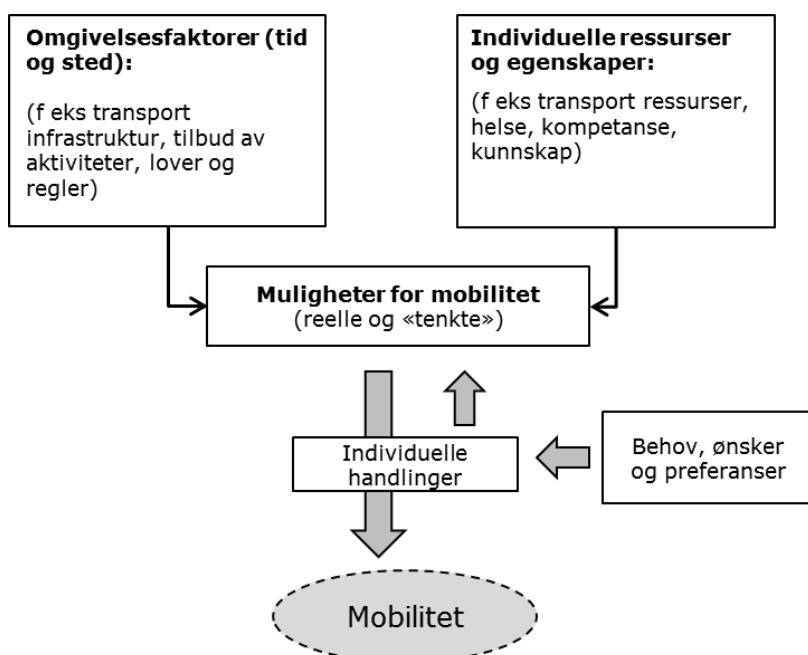 Omgivelsesfaktorer (tid
og sted):
(f eks transport
infrastruktur, tilbud av
aktiviteter, lover og
regler)
Individuelle ressurser
og egenskaper:
(f eks transport ressurser,
helse, kompetanse,
kunnskap)
Muligheter for mobilitet
(reelle og «tenkte»)
Individuelle
handlinger
Behov, ønsker
og preferanser
Mobilitet